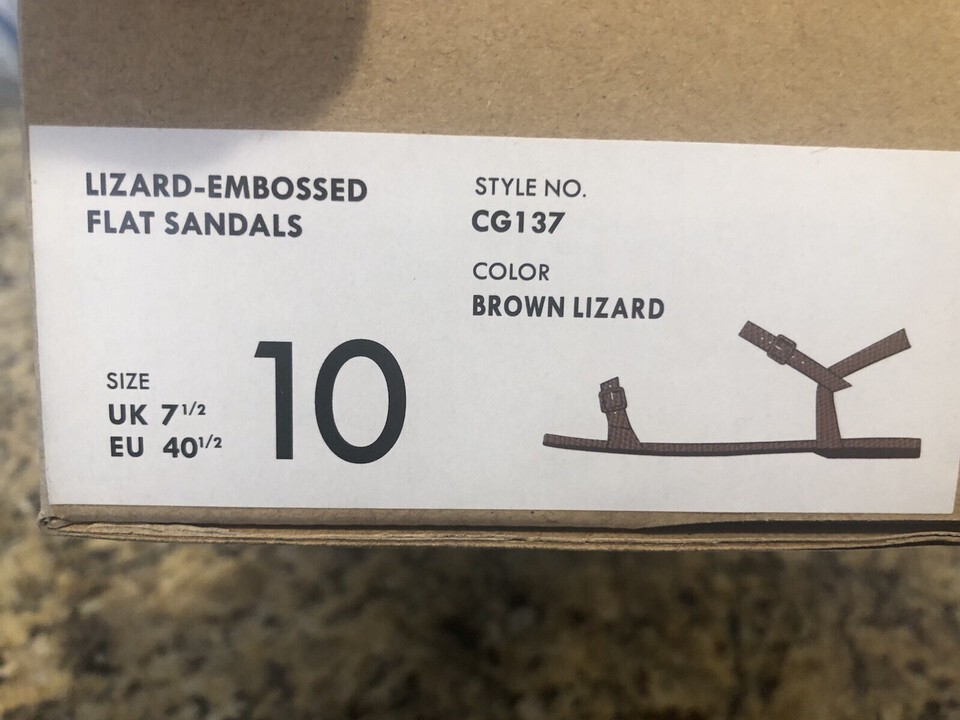 LIZARD-EMBOSSED
FLAT SANDALS
STYLE NO.
CG137
COLOR
BROWN LIZARD
SIZE
UK 7 1/2
EU 40 1/2
10